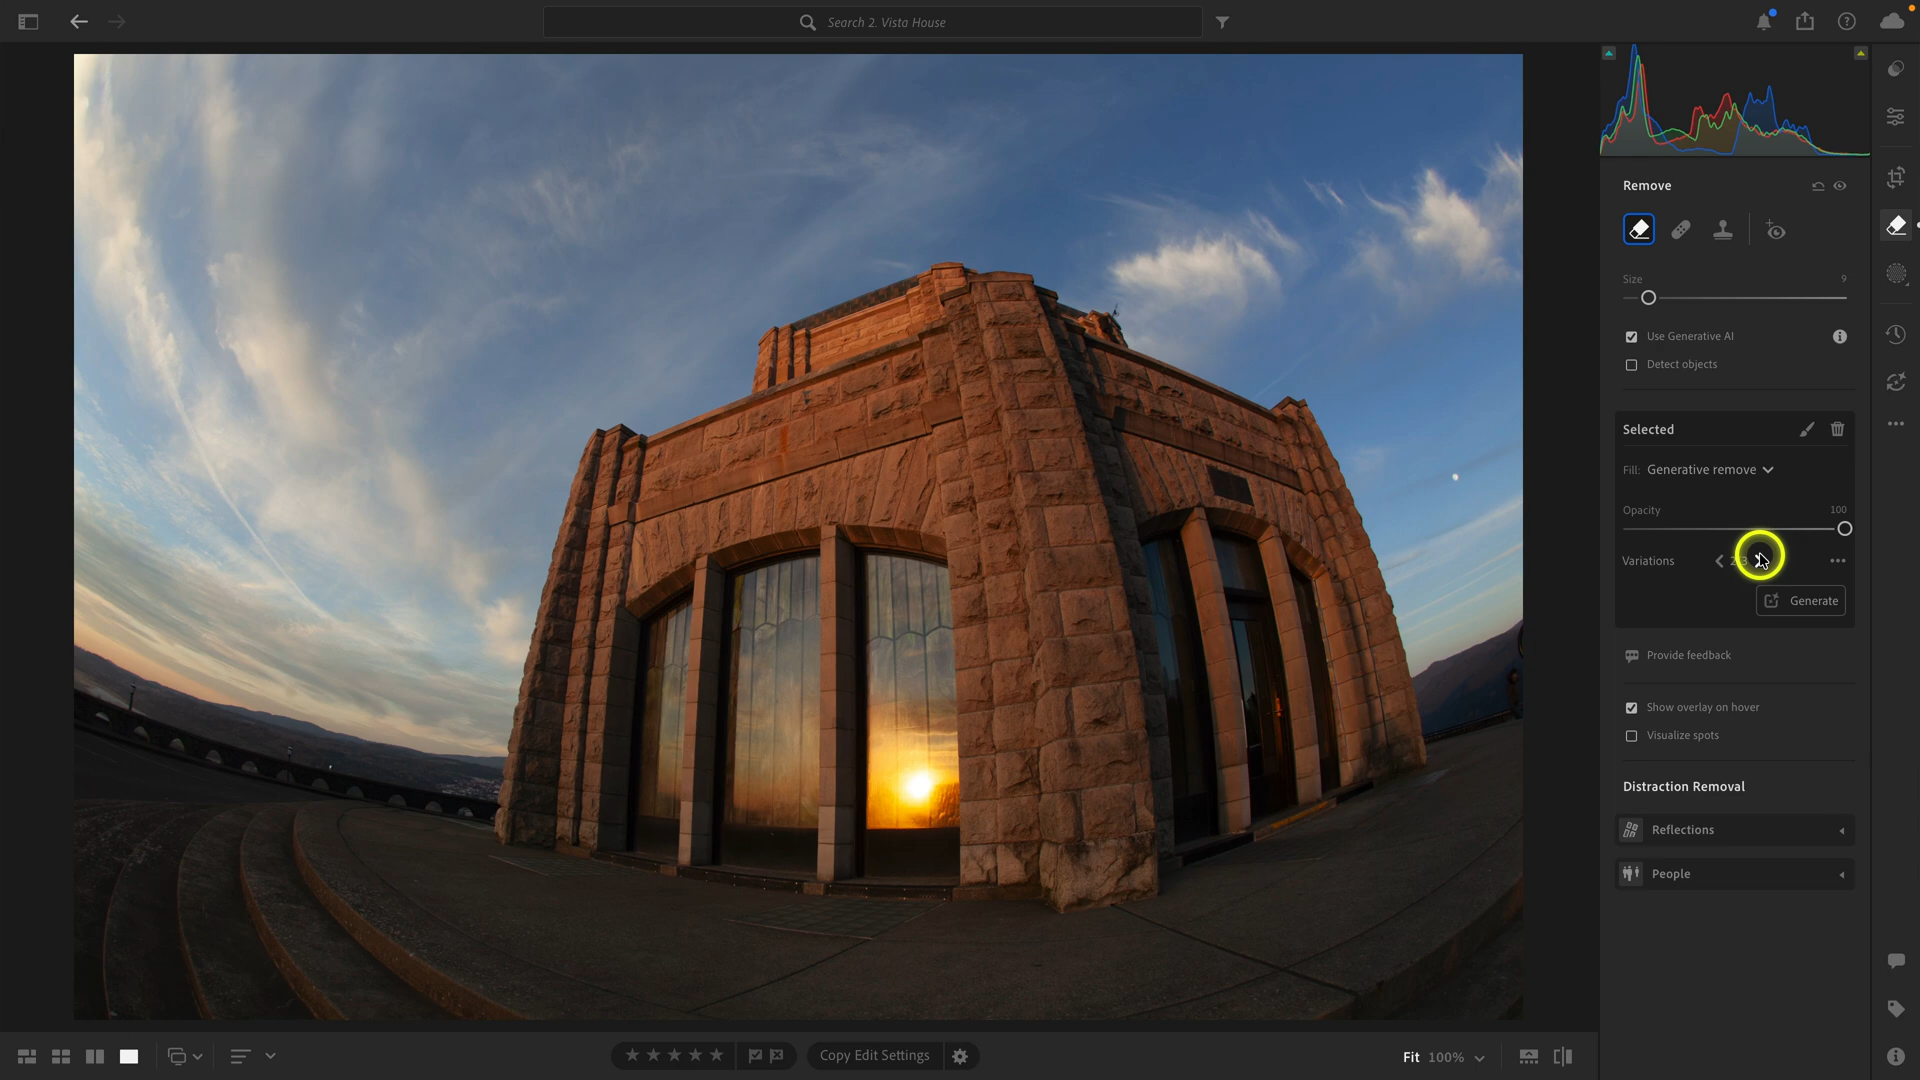 Search 2. Vista House
Remove
Size 9
Use Generative AI
Detect objects
Selected
Fill: Generative remove
Opacity 100
Variations
Generate
Provide feedback
Show overlay on hover
Visualize spots
Distraction Removal
Reflections
People
Copy Edit Settings
Fit 100%